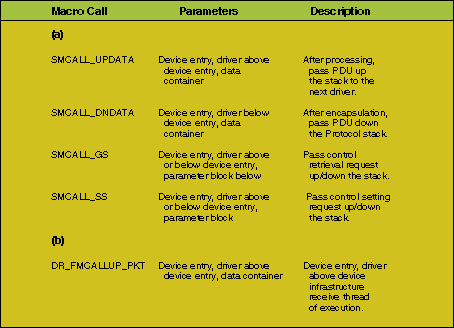 Macro Call Parameters Description
(a)
SMCALL_UPDATA Device entry, driver above After processing,
device entry, data pass PDU up
container the stack to the
next driver.
SMCALL_DNDATA Device entry, driver below After encapsulation,
device entry, data pass PDU down
container the Protocol stack.
SMCALL_GS Device entry, driver above Pass control
or below device entry, retrieval request
parameter block below up/down the stack.
SMCALL_SS Device entry, driver above Pass control setting
or below device entry, request up/down
parameter block the stack.
(b)
DR_FMCALLUP_PKT Device entry, driver above Device entry, driver
device entry, data container above device
infrastructure
receive thread
of execution.